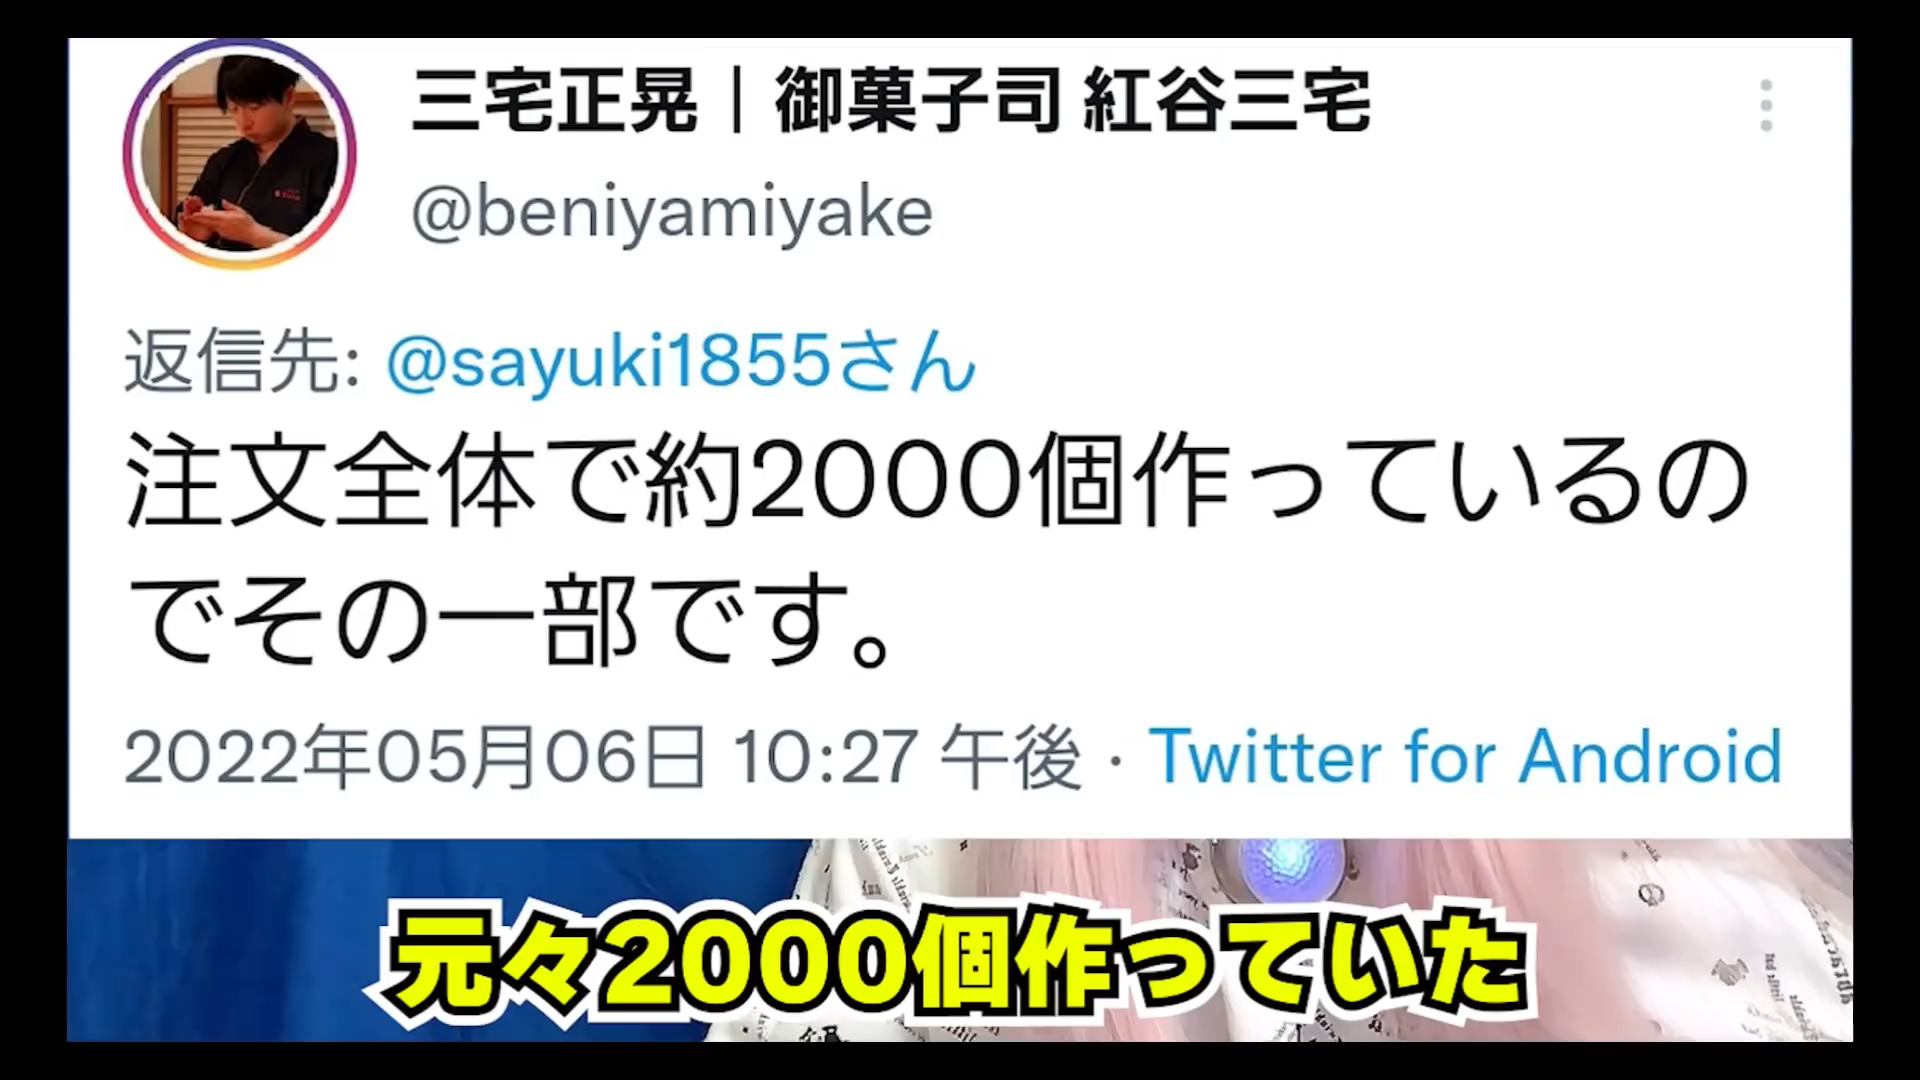 三宅正晃｜御菓子司 紅谷三宅
@beniyamiyake
返信先: @sayuki1855さん
注文全体で約2000個作っているの
でその一部です。
2022年05月06日 10:27 午後 · Twitter for Android
元々2000個作っていた